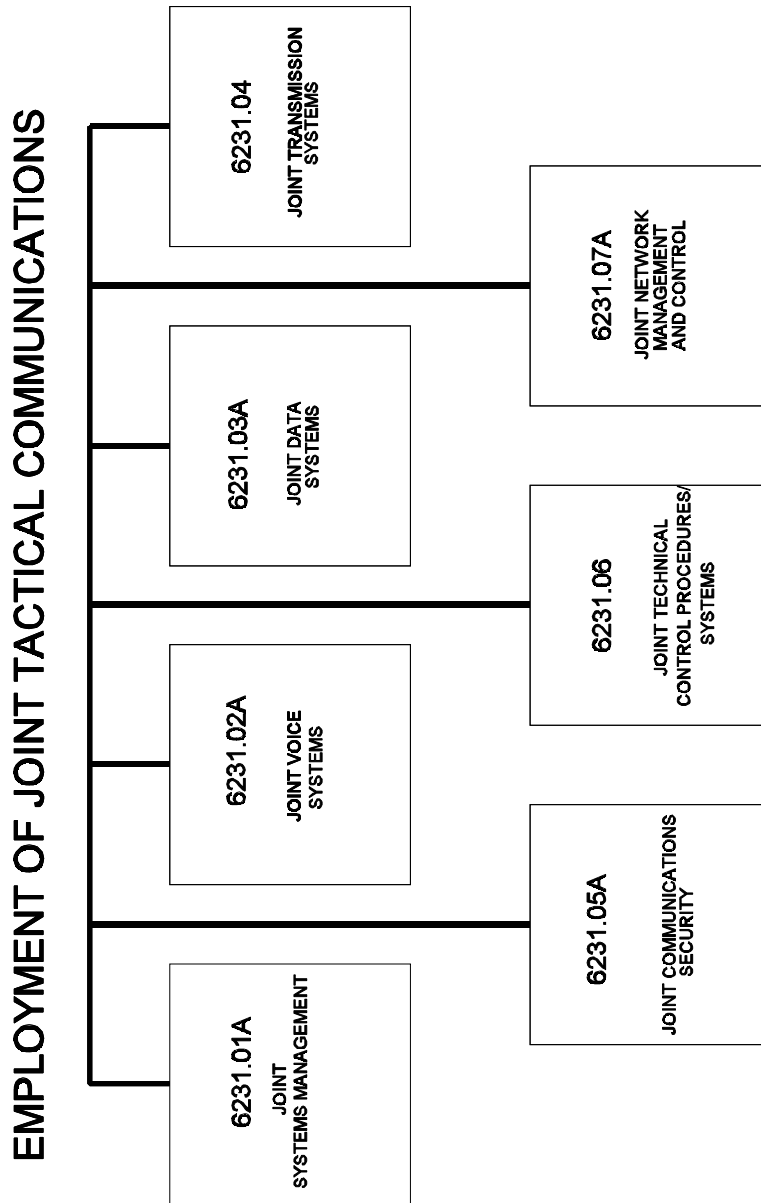 EMPLOYMENT OF JOINT TACTICAL COMMUNICATIONS
6231.01A
JOINT
SYSTEMS MANAGEMENT
6231.02A
JOINT VOICE
SYSTEMS
6231.03A
JOINT DATA
SYSTEMS
6231.04
JOINT TRANSMISSION
SYSTEMS
6231.05A
JOINT COMMUNICATIONS
SECURITY
6231.06
JOINT TECHNICAL
CONTROL PROCEDURES/
SYSTEMS
6231.07A
JOINT NETWORK
MANAGEMENT
AND CONTROL